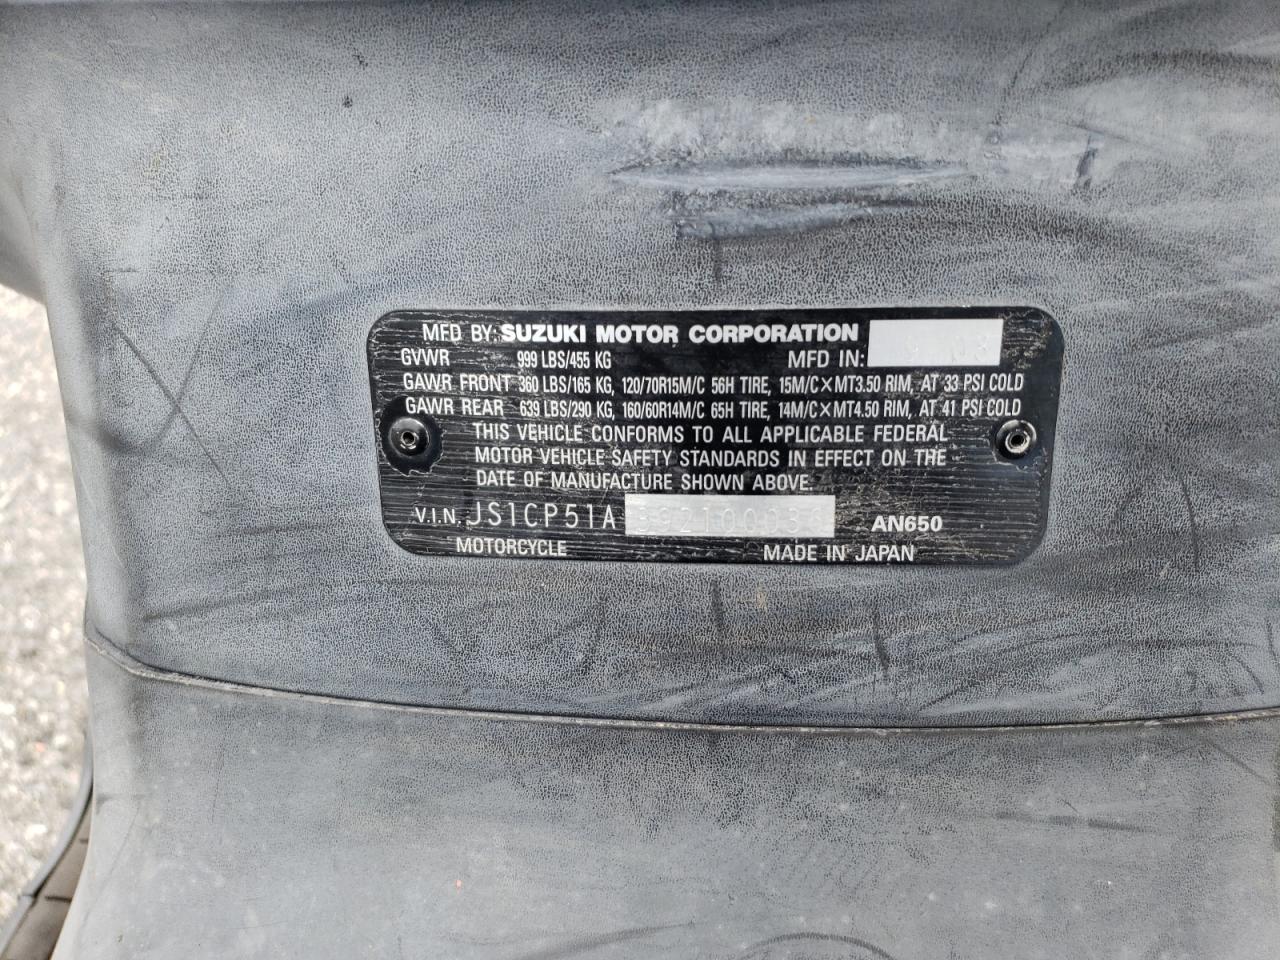 MFD BY: SUZUKI MOTOR CORPORATION
GVWR 999 LBS/455 KG MFD IN: 9 03
GAWR FRONT 360 LBS/165 KG, 120/70R15M/C 56H TIRE, 15M/C×MT3.50 RIM, AT 33 PSI COLD
GAWR REAR 639 LBS/290 KG, 160/60R14M/C 65H TIRE, 14M/C×MT4.50 RIM, AT 41 PSI COLD
THIS VEHICLE CONFORMS TO ALL APPLICABLE FEDERAL
MOTOR VEHICLE SAFETY STANDARDS IN EFFECT ON THE
DATE OF MANUFACTURE SHOWN ABOVE.
V.I.N. JS1CP51A AN650
MOTORCYCLE MADE IN JAPAN